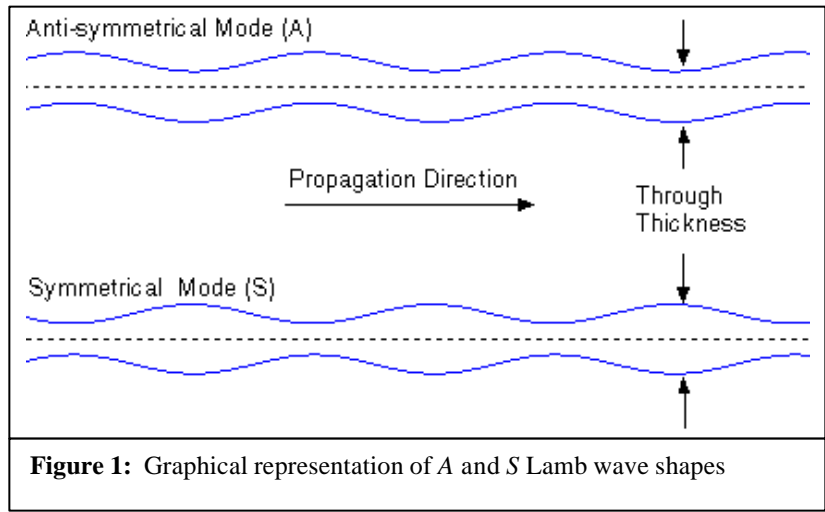 Anti-symmetrical Mode (A)
Propagation Direction
Through
Thickness
Symmetrical Mode (S)
Figure 1: Graphical representation of A and S Lamb wave shapes